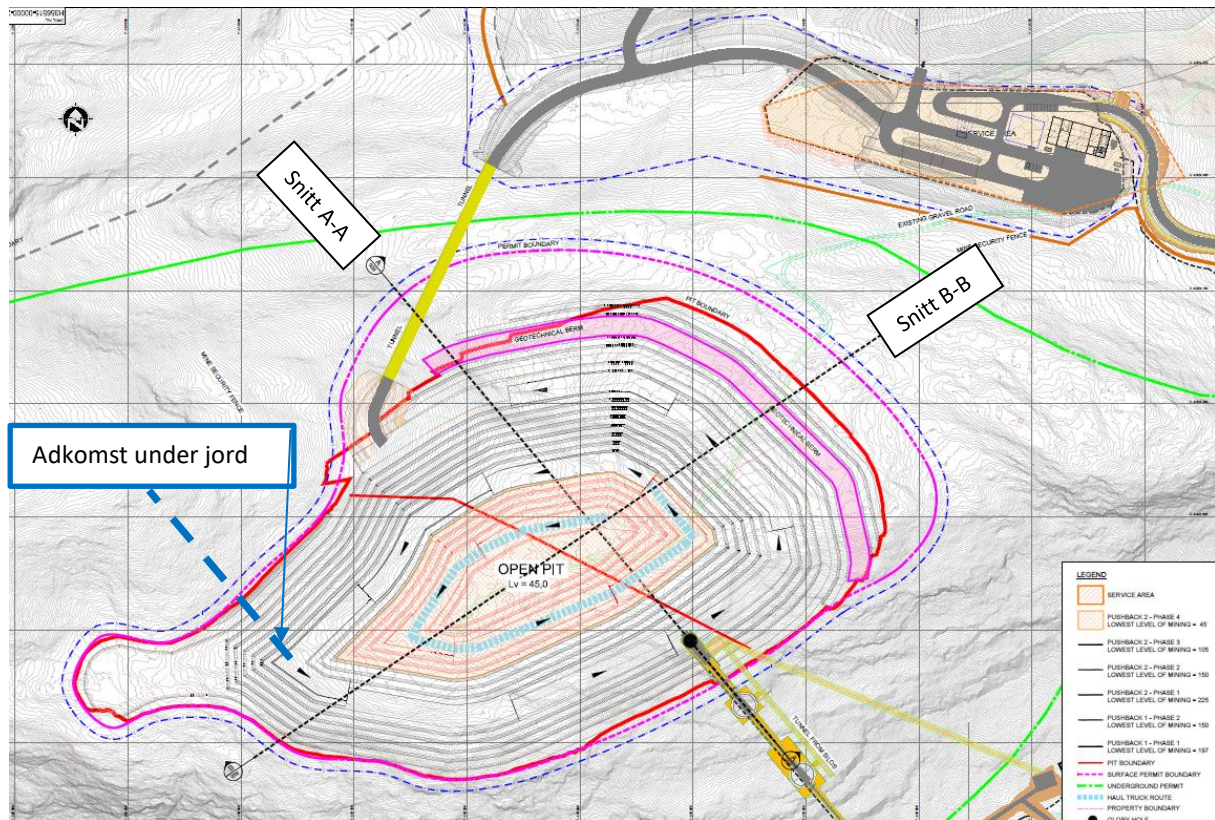 H356515-00000-
N
Snitt A-A
TUNNEL
SERVICE AREA
EXISTING GRAVEL ROAD
MINE SECURITY FENCE
PERMIT BOUNDARY
Snitt B-B
PIT BOUNDARY
GEOTECHNICAL BERM
TUNNEL
MINE SECURITY FENCE
GEOTECHNICAL BERM
Adkomst under jord
OPEN PIT
Lv = 45,0
TUNNEL FROM SILOS
LEGEND
SERVICE AREA
PUSHBACK 2 - PHASE 4
LOWEST LEVEL OF MINING = 45
PUSHBACK 2 - PHASE 3
LOWEST LEVEL OF MINING = 105
PUSHBACK 2 - PHASE 2
LOWEST LEVEL OF MINING = 150
PUSHBACK 2 - PHASE 1
LOWEST LEVEL OF MINING = 225
PUSHBACK 1 - PHASE 2
LOWEST LEVEL OF MINING = 150
PUSHBACK 1 - PHASE 1
LOWEST LEVEL OF MINING = 197
PIT BOUNDARY
SURFACE PERMIT BOUNDARY
UNDERGROUND PERMIT
HAUL TRUCK ROUTE
PROPERTY BOUNDARY
GLORY HOLE